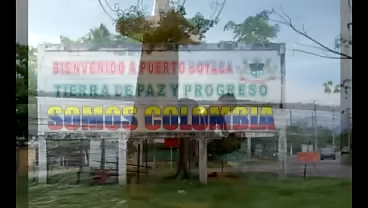 BIENVENIDO A PUERTO BOYACA
TIERRA DE PAZ Y PROGRESO
SOMOS COLOMBIA